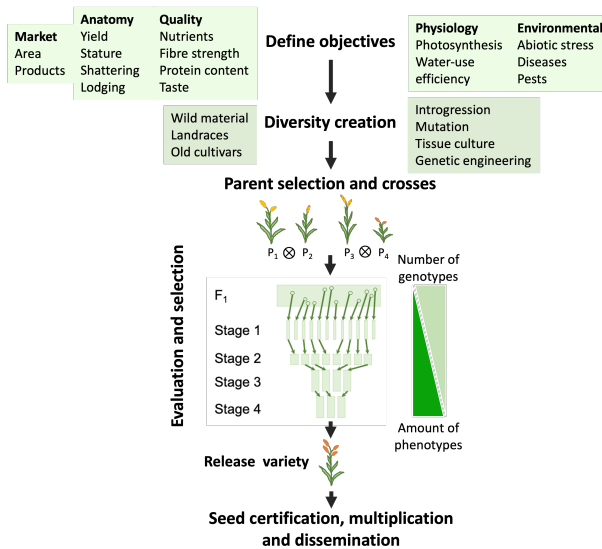 Market
Area
Products
Anatomy
Yield
Stature
Shattering
Lodging
Quality
Nutrients
Fibre strength
Protein content
Taste
Define objectives
Physiology
Photosynthesis
Water-use
efficiency
Environmental
Abiotic stress
Diseases
Pests
Wild material
Landraces
Old cultivars
Diversity creation
Introgression
Mutation
Tissue culture
Genetic engineering
Parent selection and crosses
P₁ ⊗ P₂ P₃ ⊗ P₄
Evaluation and selection
F₁
Stage 1
Stage 2
Stage 3
Stage 4
Number of
genotypes
Amount of
phenotypes
Release variety
Seed certification, multiplication
and dissemination